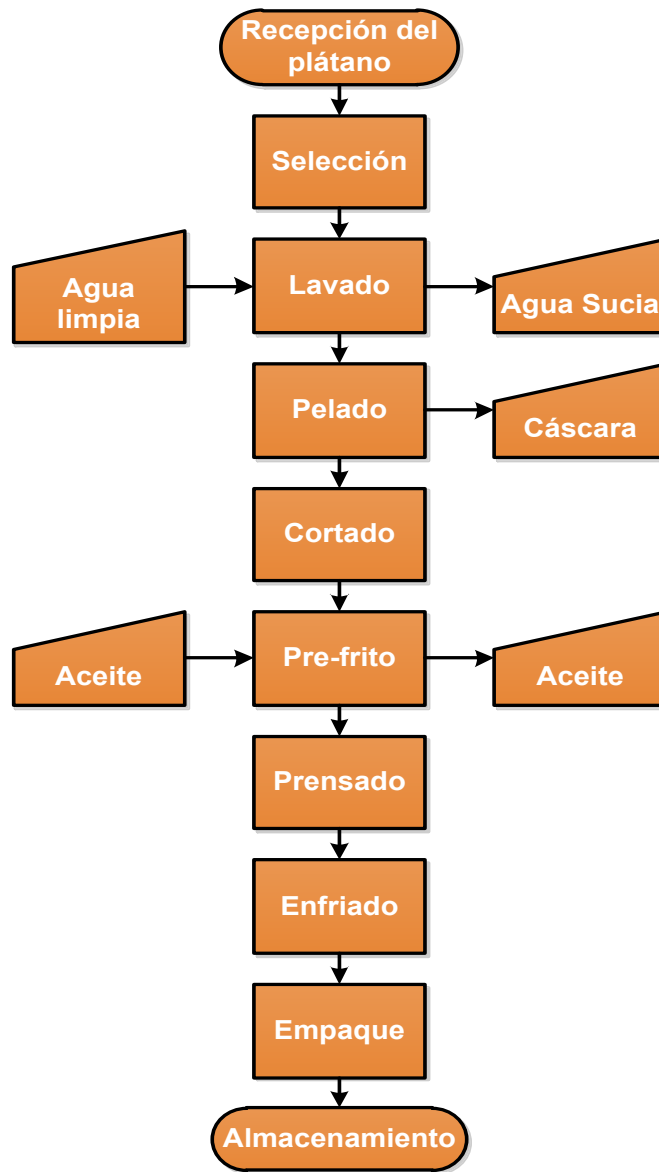 Recepción del
plátano
Selección
Agua
limpia
Lavado
Agua Sucia
Pelado
Cáscara
Cortado
Aceite
Pre-frito
Aceite
Prensado
Enfriado
Empaque
Almacenamiento